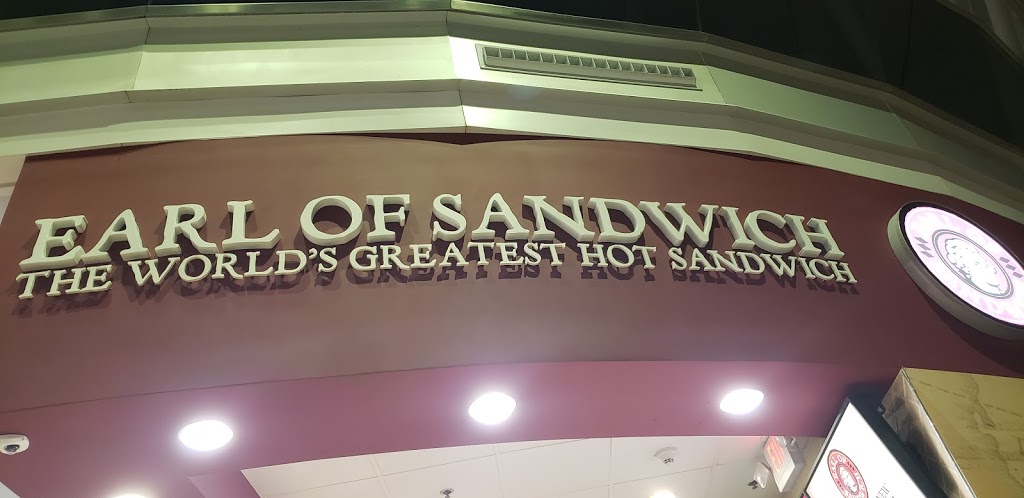 EARL OF SANDWICH
THE WORLD'S GREATEST HOT SANDWICH